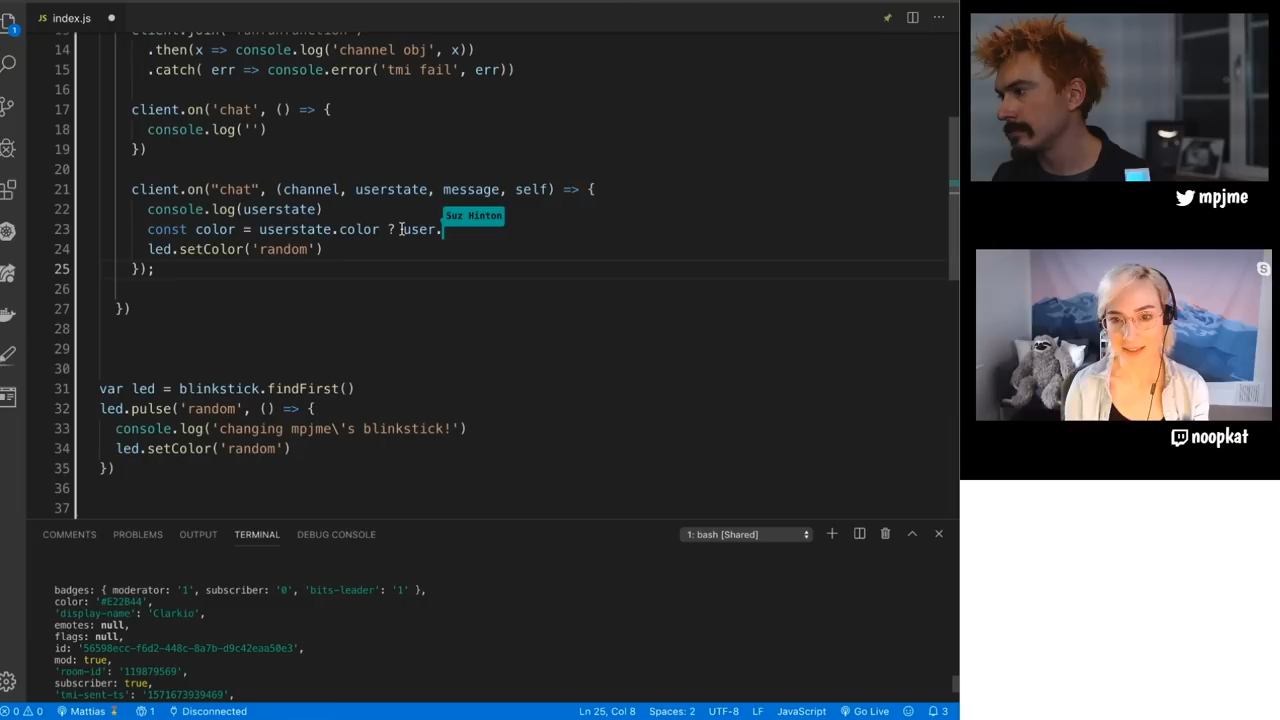 JS index.js
14 .then(x => console.log('channel obj', x))
15 .catch( err => console.error('tmi fail', err))
16
17 client.on('chat', () => {
18 console.log('')
19 })
20
21 client.on("chat", (channel, userstate, message, self) => {
22 console.log(userstate)
Suz Hinton
23 const color = userstate.color ? user.
24 led.setColor('random')
25 });
26
27 })
28
29
30
31 var led = blinkstick.findFirst()
32 led.pulse('random', () => {
33 console.log('changing mpjme\'s blinkstick!')
34 led.setColor('random')
35 })
36
37
mpjme
noopkat
COMMENTS PROBLEMS OUTPUT TERMINAL DEBUG CONSOLE 1: bash [Shared]
badges: { moderator: '1', subscriber: '0', 'bits-leader': '1' },
color: '#E22B44',
'display-name': 'Clarkio',
emotes: null,
flags: null,
id: '56598ecc-f6d2-448c-8a7b-d9c42eaa50e3',
mod: true,
'room-id': '119879569',
subscriber: true,
'tmi-sent-ts': '1571673939469',
0 0 Mattias 1 Disconnected Ln 25, Col 8 Spaces: 2 UTF-8 LF JavaScript Go Live 3